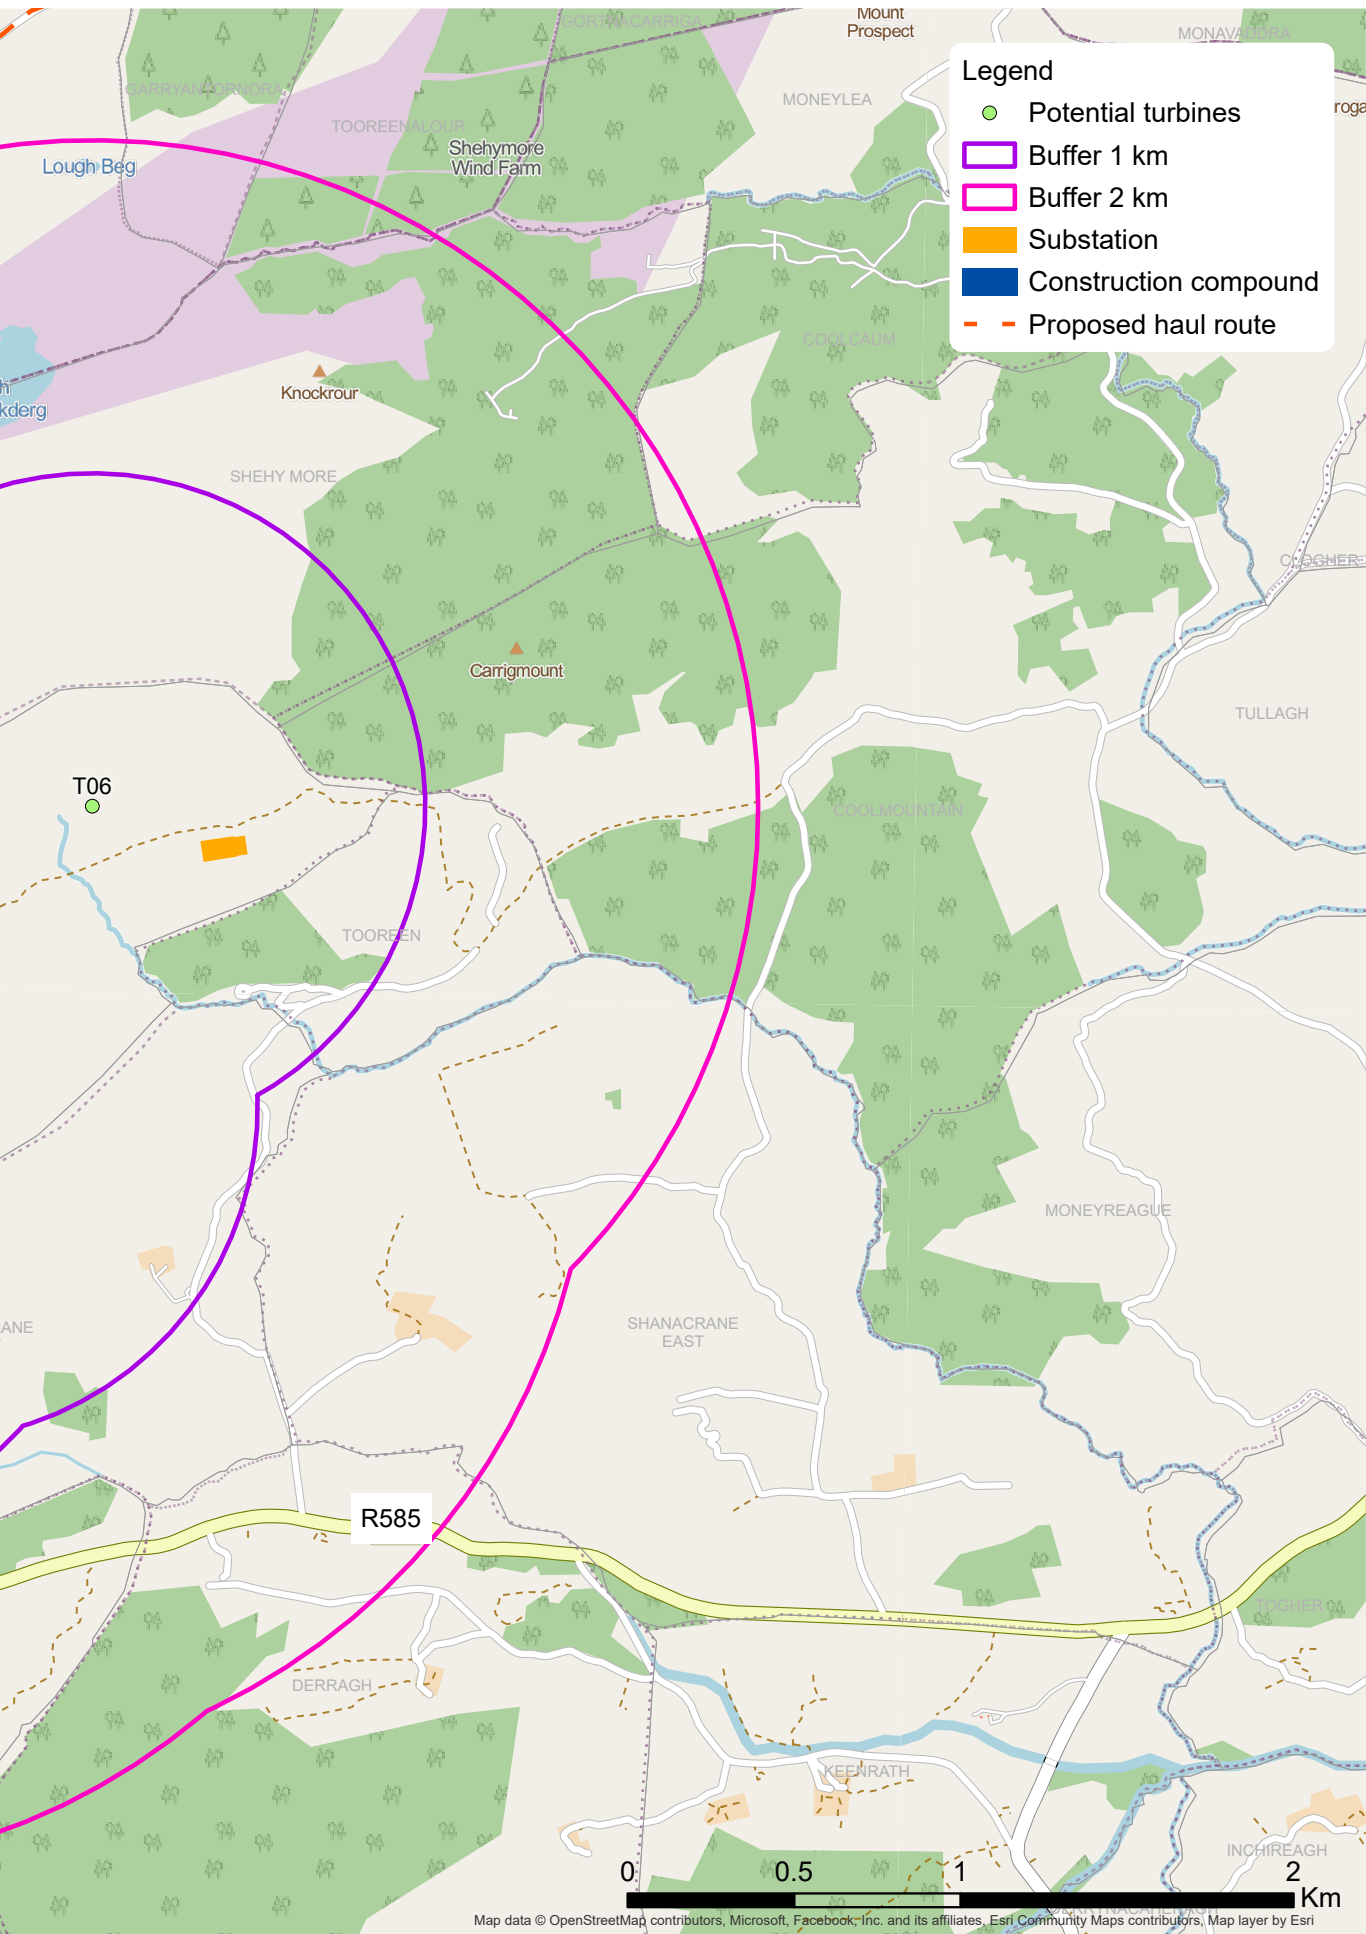 GORTNACARRIGA
Mount
Prospect
MONAVADDRA
Legend
Potential turbines
Buffer 1 km
Buffer 2 km
Substation
Construction compound
Proposed haul route
MONEYLEA
TOOREENALOUR
Shehymore
Wind Farm
Lough Beg
COOLCAUM
Knockrour
kderg
SHEHY MORE
CLOGHER
Carrigmount
TULLAGH
T06
COOLMOUNTAIN
TOOREEN
MONEYREAGUE
SHANACRANE
EAST
ANE
R585
TOGHER
DERRAGH
KEENRATH
INCHIREAGH
0 0.5 1 2
Km
Map data © OpenStreetMap contributors, Microsoft, Facebook, Inc. and its affiliates, Esri Community Maps contributors, Map layer by Esri